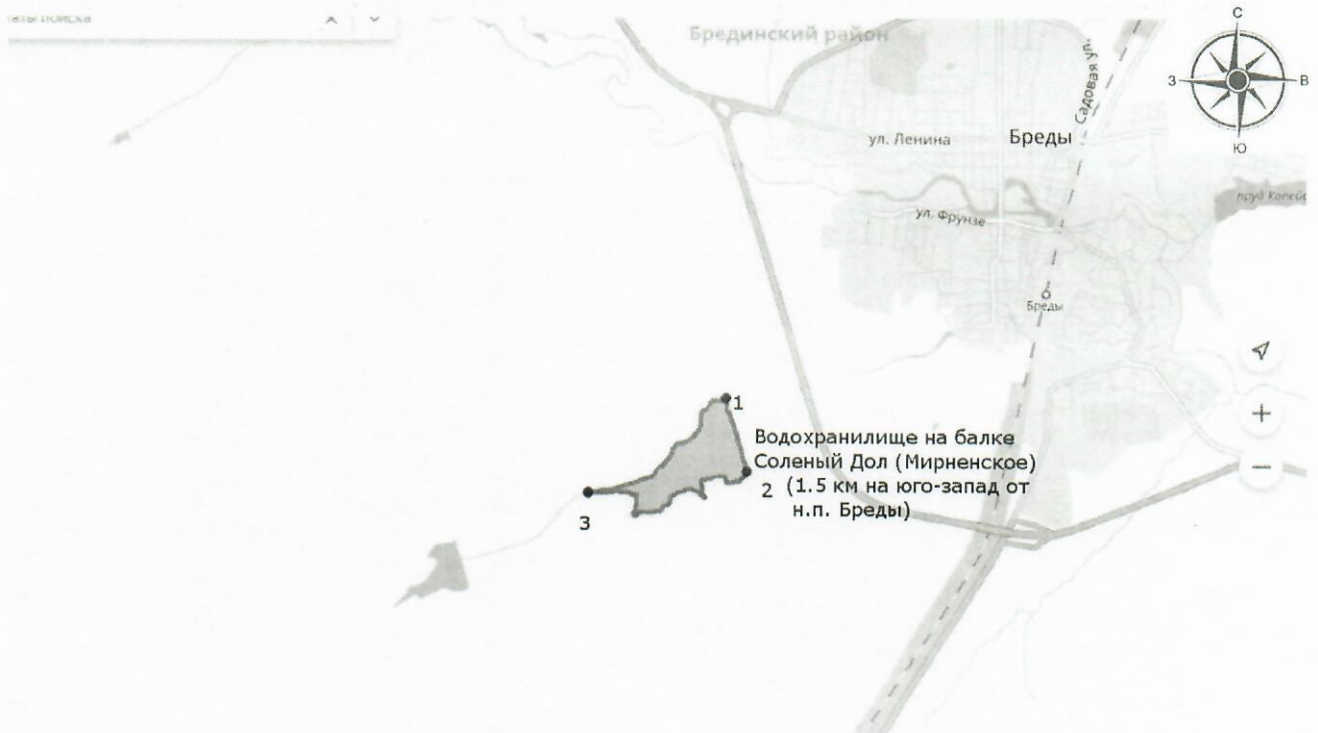 Брединский район
С
З
В
Ю
Садовая ул.
ул. Ленина
Бреды
ул. Фрунзе
Бреды
1
Водохранилище на балке
Соленый Дол (Мирненское)
2 (1.5 км на юго-запад от
н.п. Бреды)
3
пруд
+
−